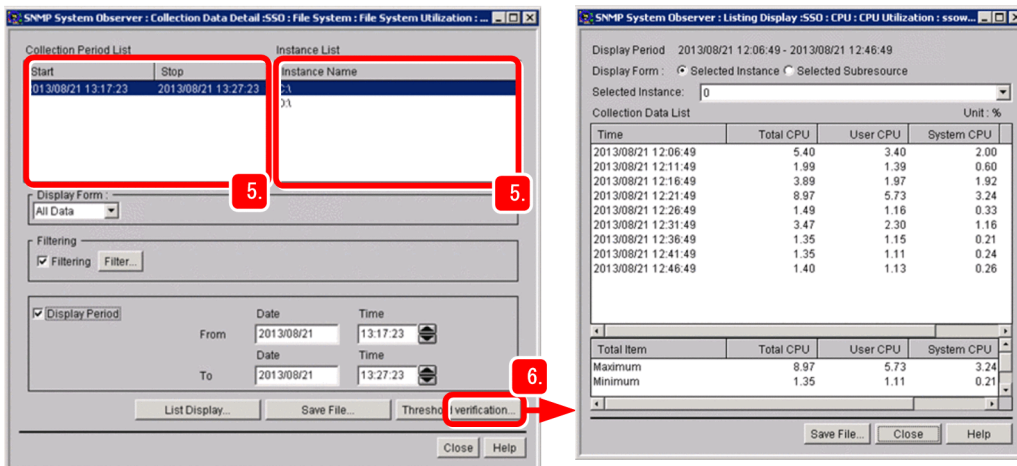 SNMP System Observer : Collection Data Detail :SSO : File System : File System Utilization : ...
Collection Period List
Instance List
Start Stop
Instance Name
2013/08/21 13:17:23 2013/08/21 13:27:23
C:\
D:\
5.
5.
Display Form :
All Data
Filtering
Filtering Filter...
Display Period
Date Time
From 2013/08/21 13:17:23
Date Time
To 2013/08/21 13:27:23
6.
List Display... Save File... Threshold verification...
Close Help
SNMP System Observer : Listing Display :SSO : CPU : CPU Utilization : ssow...
Display Period 2013/08/21 12:06:49 - 2013/08/21 12:46:49
Display Form : Selected Instance Selected Subresource
Selected Instance: 0
Collection Data List Unit : %
Time Total CPU User CPU System CPU
2013/08/21 12:06:49 5.40 3.40 2.00
2013/08/21 12:11:49 1.99 1.39 0.60
2013/08/21 12:16:49 3.89 1.97 1.92
2013/08/21 12:21:49 8.97 5.73 3.24
2013/08/21 12:26:49 1.49 1.16 0.33
2013/08/21 12:31:49 3.47 2.30 1.16
2013/08/21 12:36:49 1.35 1.15 0.21
2013/08/21 12:41:49 1.35 1.11 0.24
2013/08/21 12:46:49 1.40 1.13 0.26
Total Item Total CPU User CPU System CPU
Maximum 8.97 5.73 3.24
Minimum 1.35 1.11 0.21
Save File... Close Help